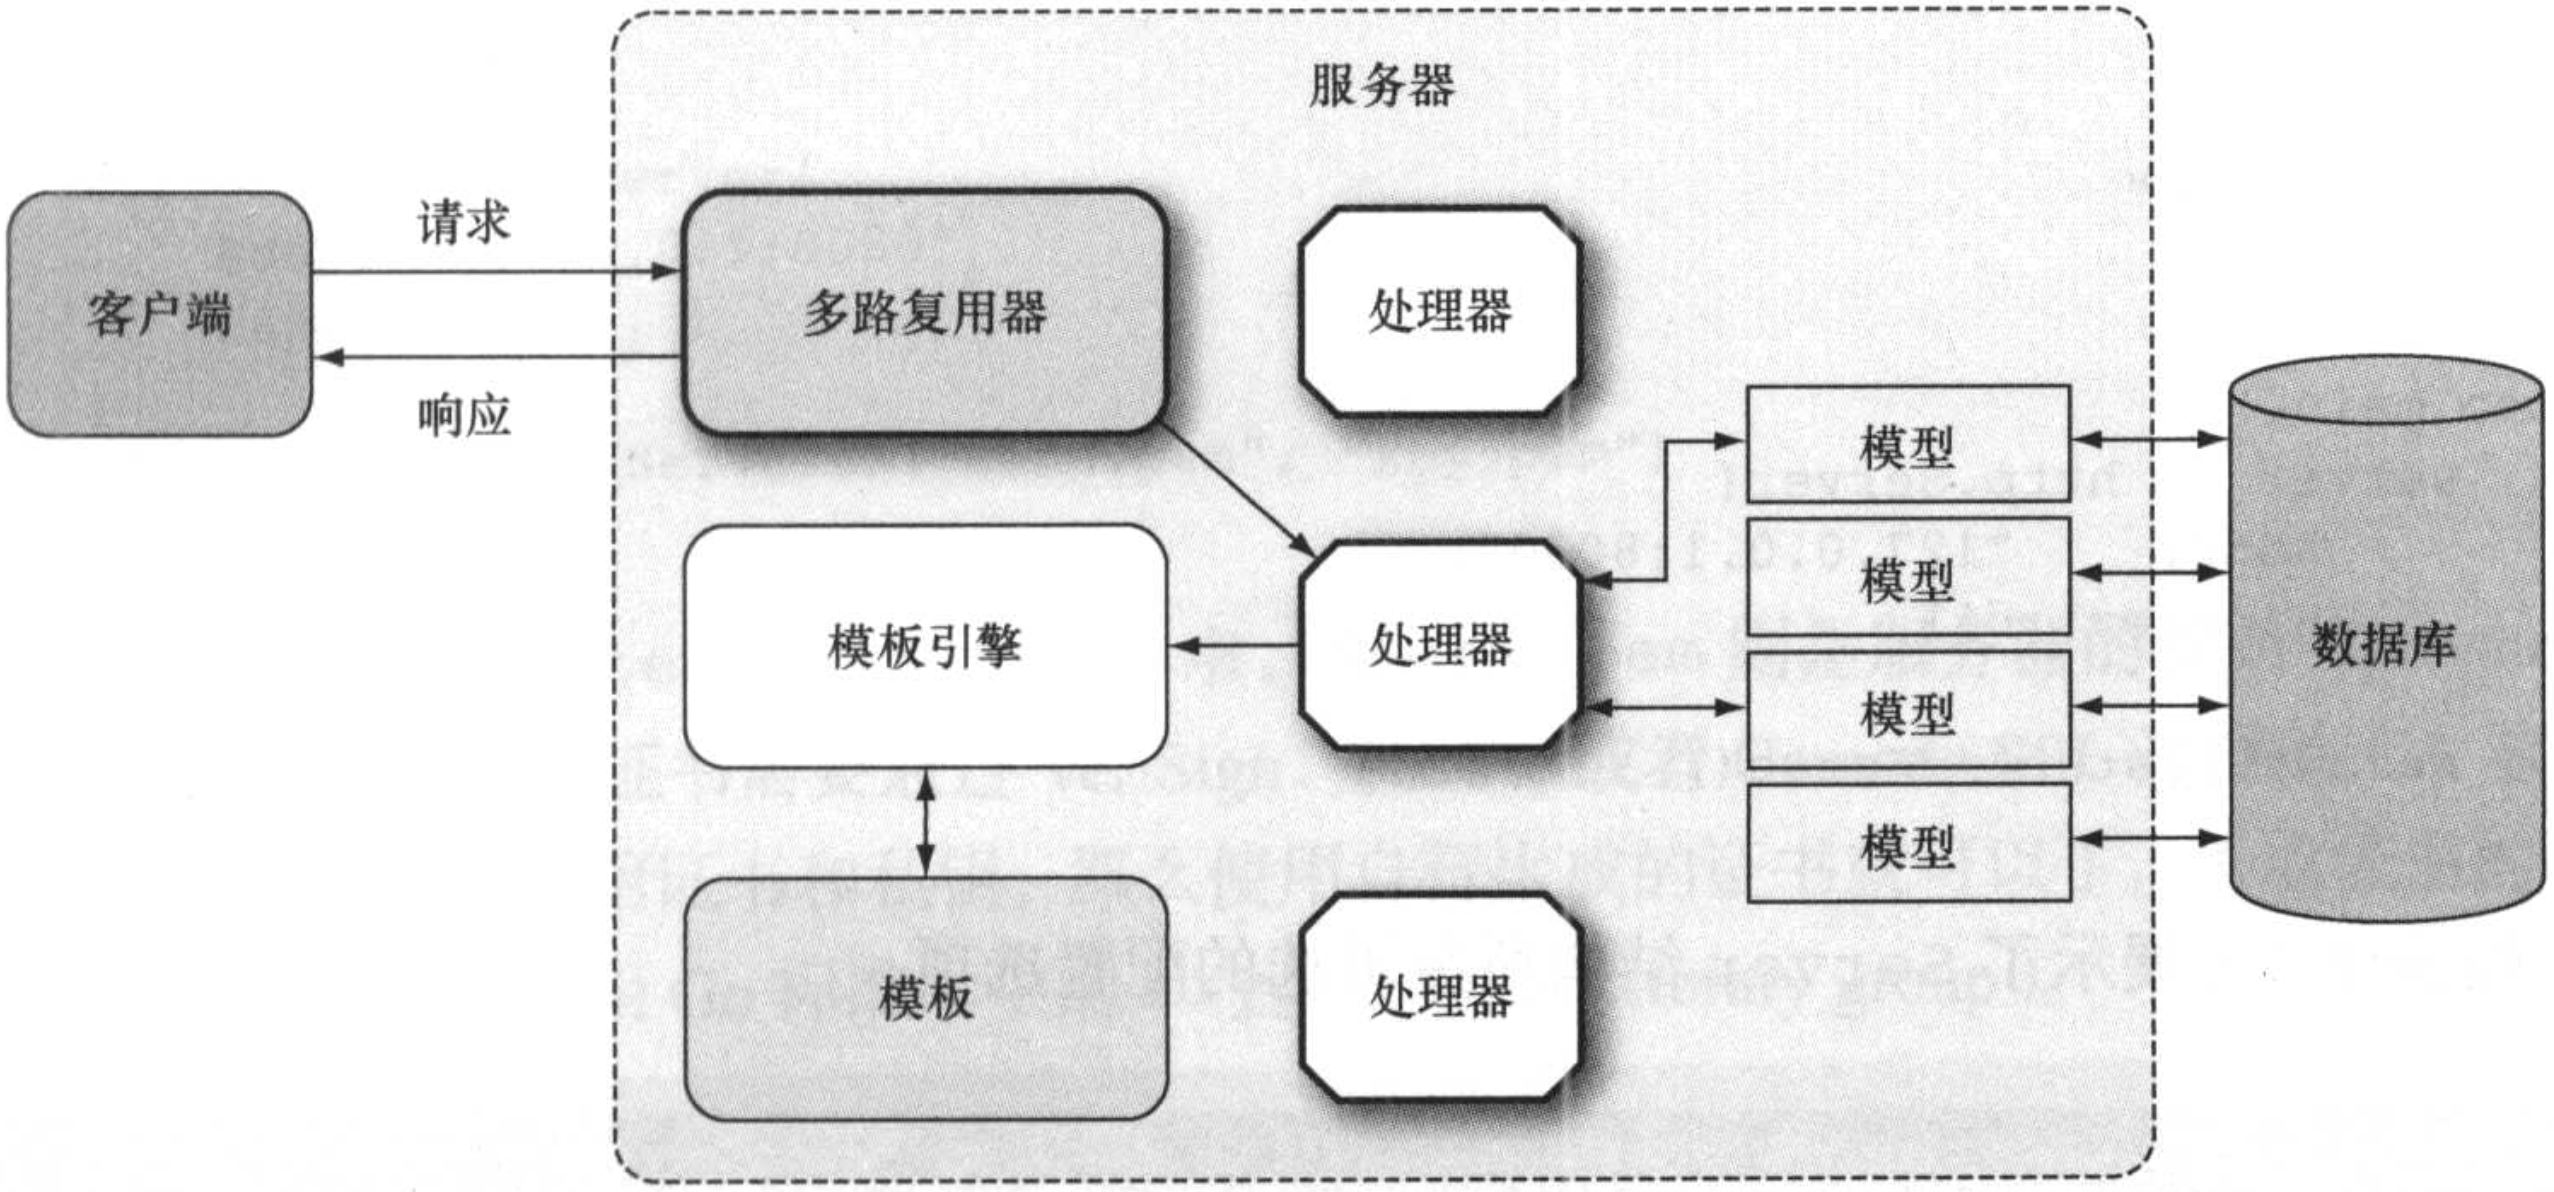 服务器
请求
客户端
多路复用器
处理器
响应
模型
模型
模板引擎
处理器
数据库
模型
模型
模板
处理器